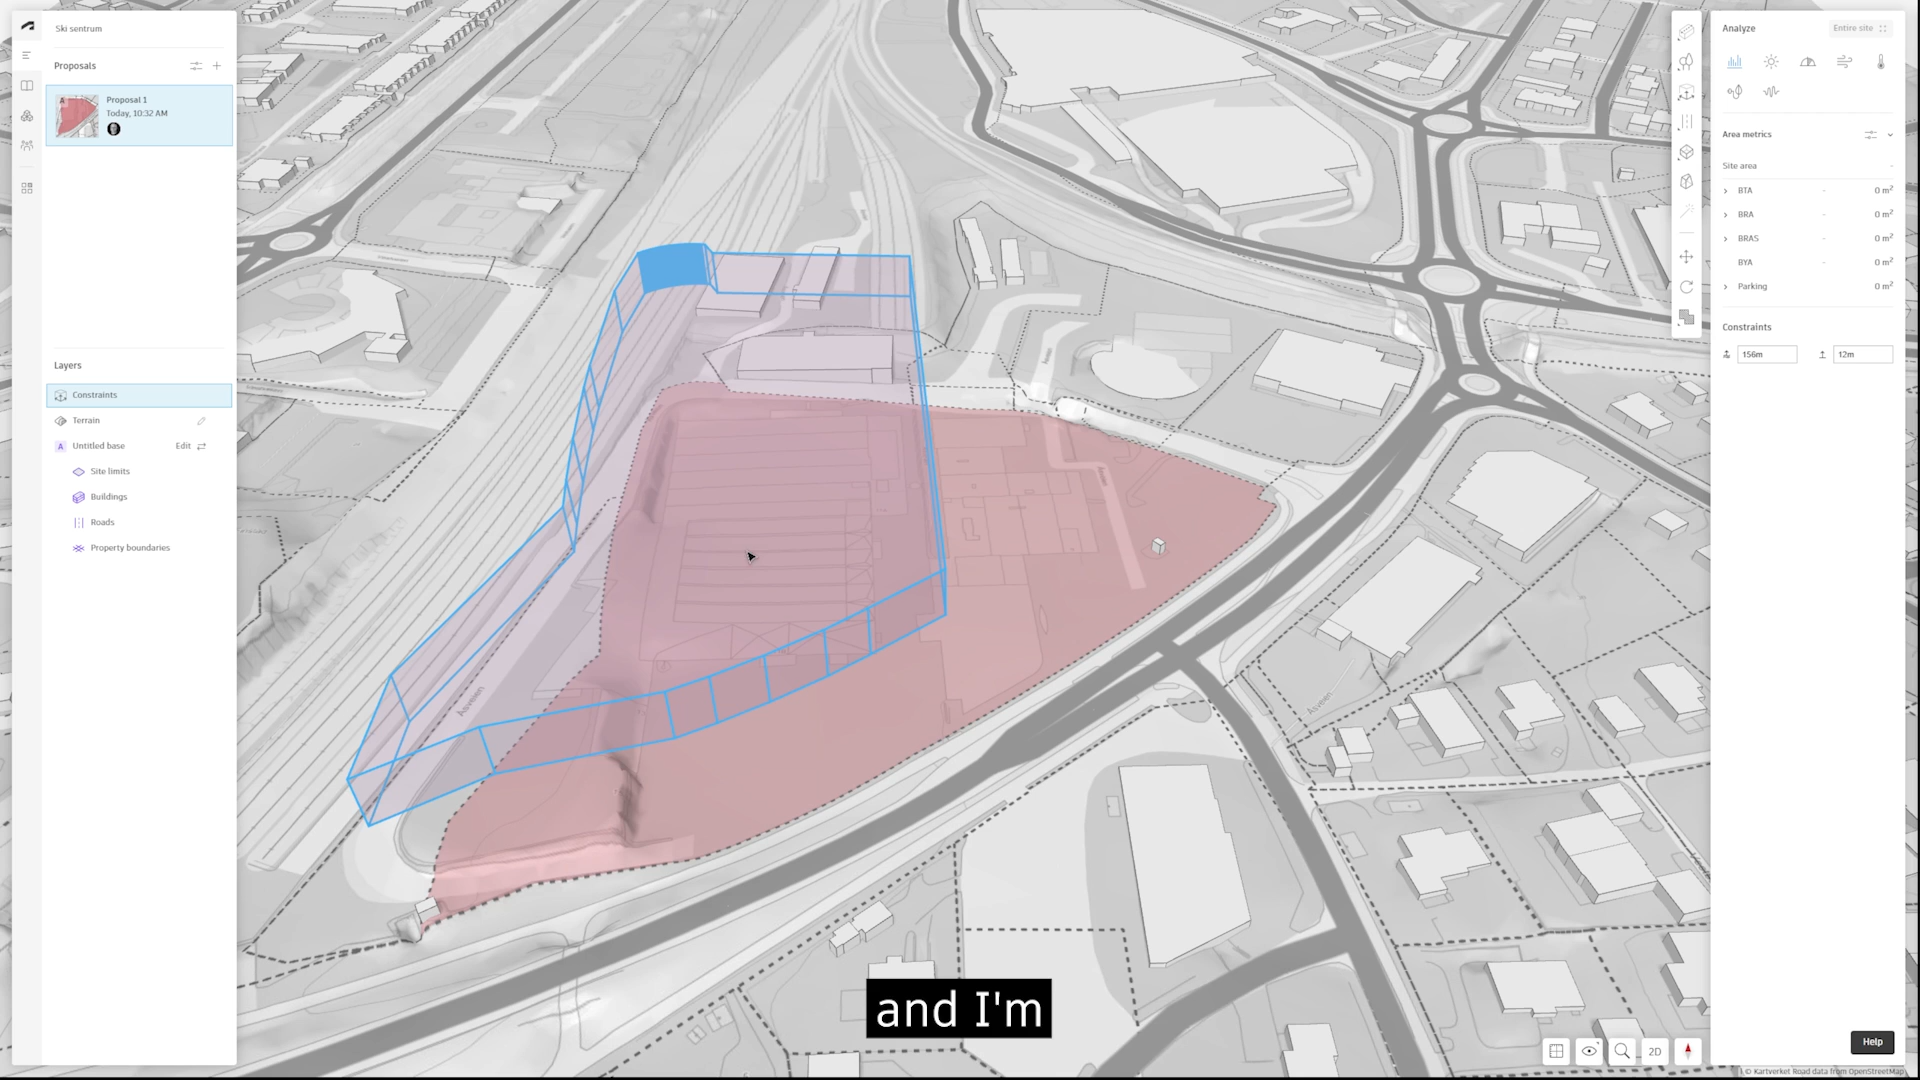 Ski sentrum
Proposals
Proposal 1
Today, 10:32 AM
Layers
Constraints
Terrain
A Untitled base Edit
Site limits
Buildings
Roads
Property boundaries
Åsveien
and I'm
Analyze Entire site
Area metrics
Site area -
BTA - 0 m²
BRA - 0 m²
BRAS - 0 m²
BYA 0 m²
Parking 0 m²
Constraints
156m 12m
2D
Help
© Kartverket Road data from OpenStreetMap